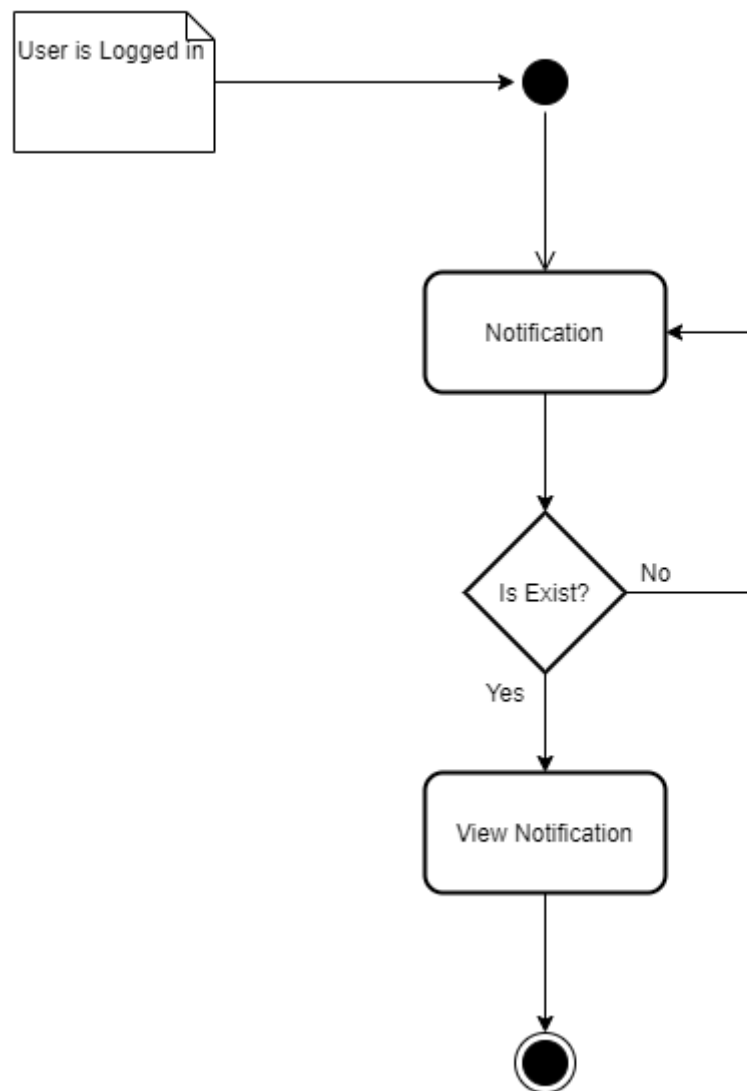 User is Logged in
Notification
Is Exist?
No
Yes
View Notification